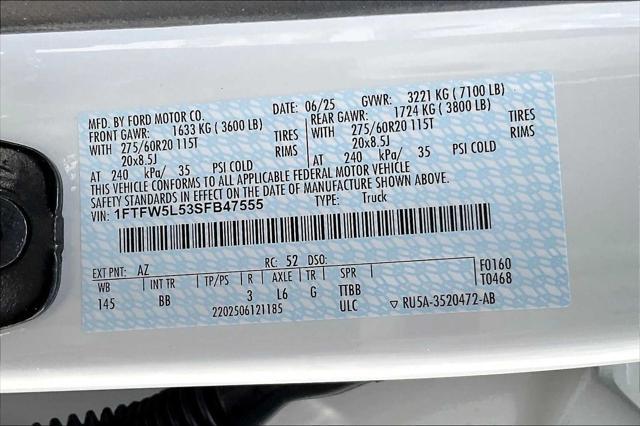 MFD. BY FORD MOTOR CO. DATE: 06/25 GVWR: 3221 KG ( 7100 LB)
FRONT GAWR: 1633 KG ( 3600 LB) REAR GAWR: 1724 KG ( 3800 LB)
WITH 275/60R20 115T TIRES WITH 275/60R20 115T TIRES
20x8.5J RIMS 20x8.5J RIMS
AT 240 kPa/ 35 PSI COLD AT 240 kPa/ 35 PSI COLD
THIS VEHICLE CONFORMS TO ALL APPLICABLE FEDERAL MOTOR VEHICLE
SAFETY STANDARDS IN EFFECT ON THE DATE OF MANUFACTURE SHOWN ABOVE.
VIN: 1FTFW5L53SFB47555 TYPE: Truck
EXT PNT: AZ RC: 52 DSO: F0160
WB INT TR TP/PS R AXLE TR SPR T0468
145 BB 3 L6 G TTBB
2202506121185 ULC ▽ RU5A-3520472-AB